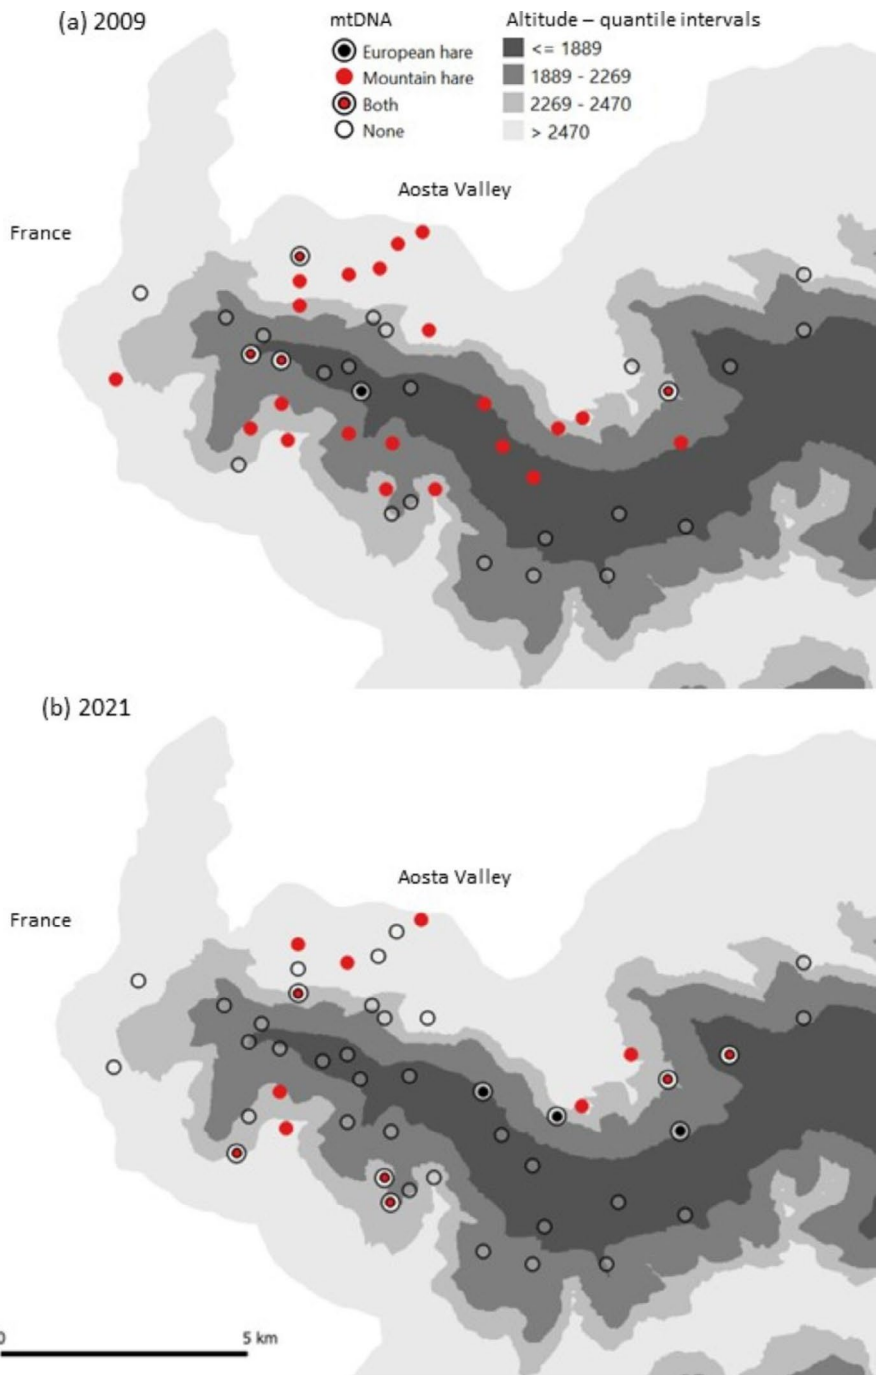 (a) 2009
mtDNA
European hare
Mountain hare
Both
None
Altitude – quantile intervals
<= 1889
1889 - 2269
2269 - 2470
> 2470
Aosta Valley
France
(b) 2021
Aosta Valley
France
0
5 km